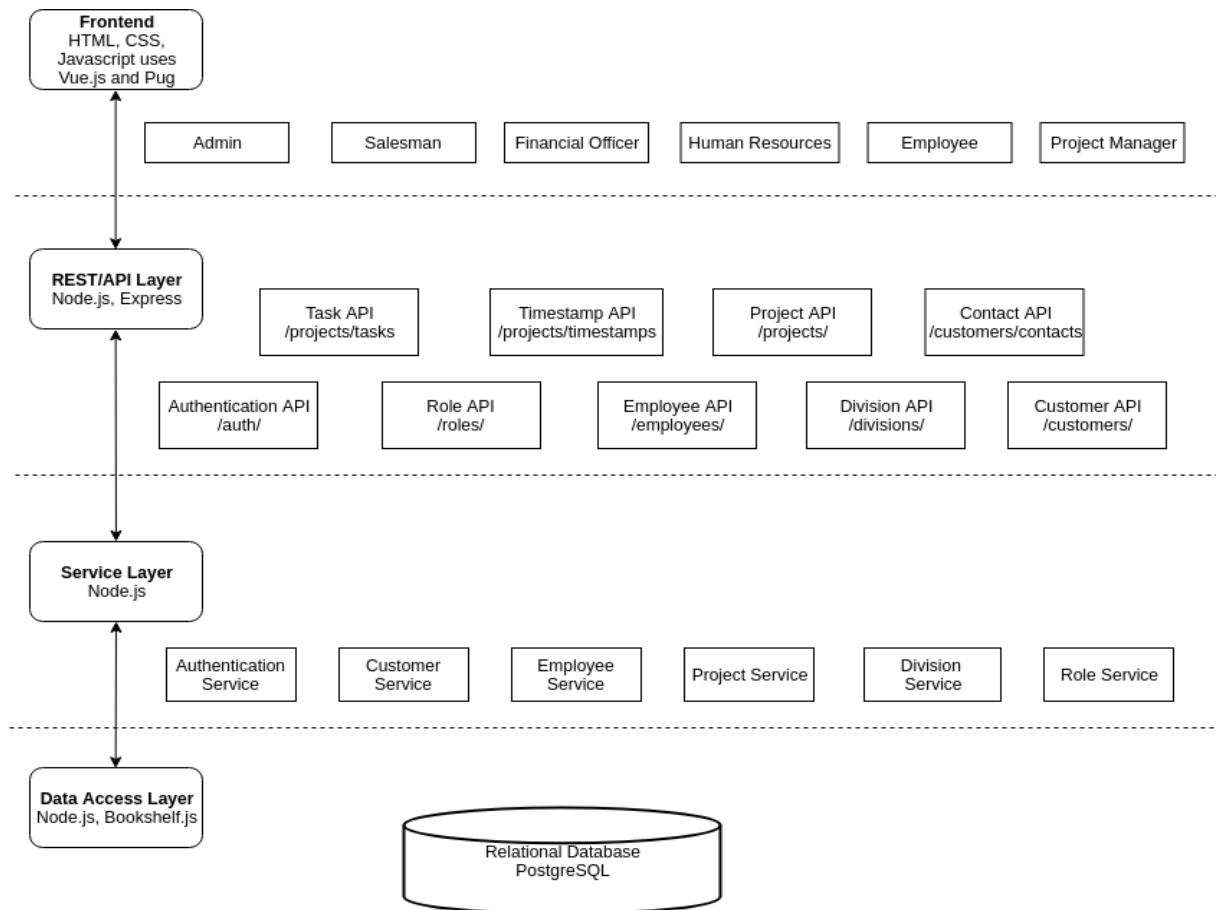 Frontend
HTML, CSS,
Javascript uses
Vue.js and Pug
Admin
Salesman
Financial Officer
Human Resources
Employee
Project Manager
REST/API Layer
Node.js, Express
Task API
/projects/tasks
Timestamp API
/projects/timestamps
Project API
/projects/
Contact API
/customers/contacts
Authentication API
/auth/
Role API
/roles/
Employee API
/employees/
Division API
/divisions/
Customer API
/customers/
Service Layer
Node.js
Authentication
Service
Customer
Service
Employee
Service
Project Service
Division
Service
Role Service
Data Access Layer
Node.js, Bookshelf.js
Relational Database
PostgreSQL